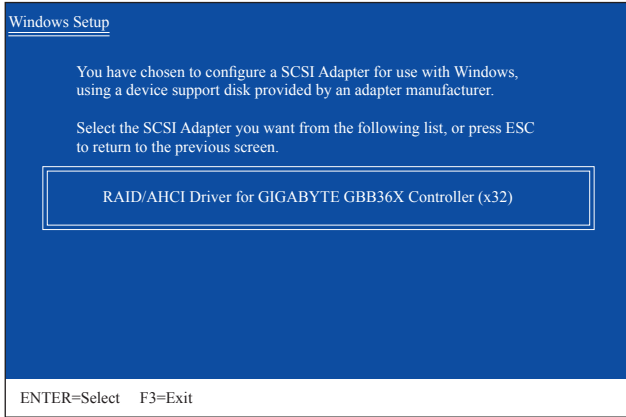 Windows Setup
You have chosen to configure a SCSI Adapter for use with Windows,
using a device support disk provided by an adapter manufacturer.
Select the SCSI Adapter you want from the following list, or press ESC
to return to the previous screen.
RAID/AHCI Driver for GIGABYTE GBB36X Controller (x32)
ENTER=Select F3=Exit